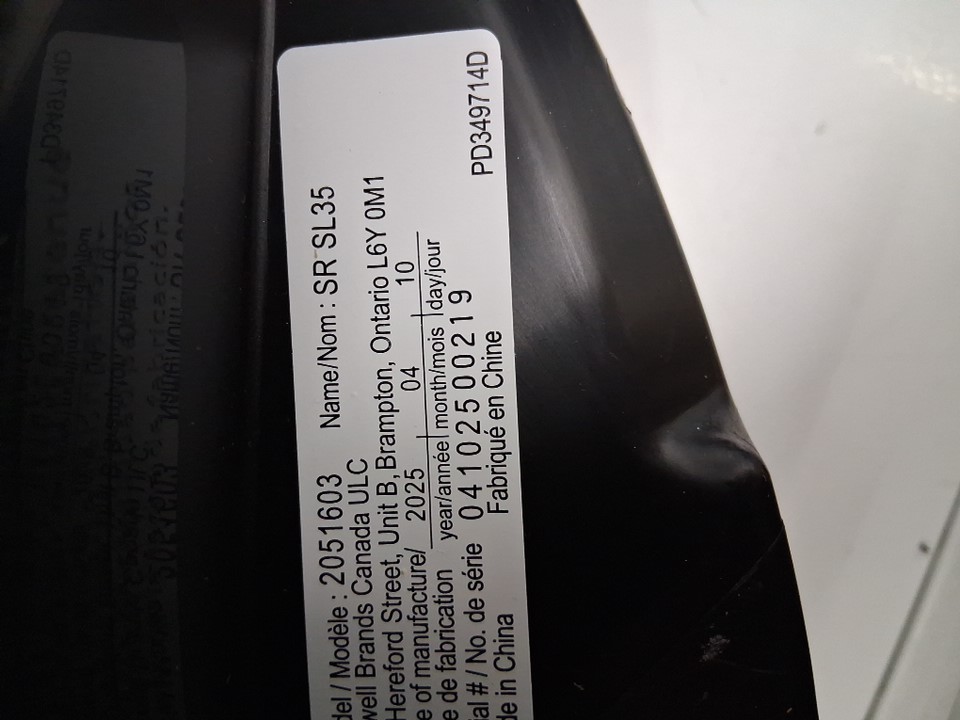 del / Modèle : 2051603 Name/Nom : SR SL35
well Brands Canada ULC
Hereford Street, Unit B, Brampton, Ontario L6Y 0M1
e of manufacture/ 2025 04 10
e de fabrication year/année month/mois day/jour
ial # / No. de série 04102500219
de in China Fabriqué en Chine
PD349714D